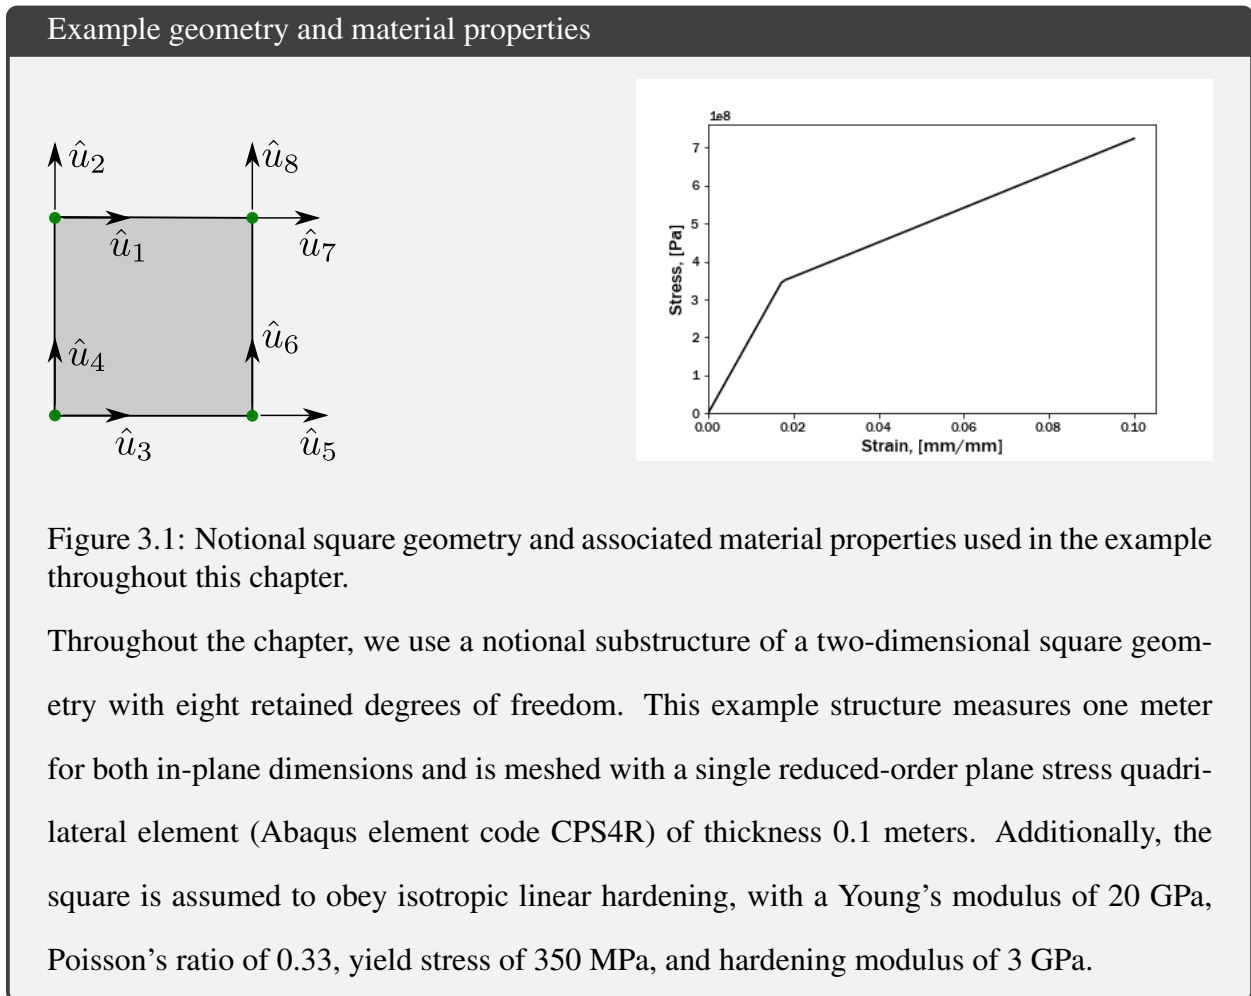 Example geometry and material properties
û2
û8
û1
û7
û4
û6
û3
û5
1e8
7
6
5
4
3
2
1
0
Stress, [Pa]
0.00 0.02 0.04 0.06 0.08 0.10
Strain, [mm/mm]
Figure 3.1: Notional square geometry and associated material properties used in the example
throughout this chapter.
Throughout the chapter, we use a notional substructure of a two-dimensional square geom-
etry with eight retained degrees of freedom. This example structure measures one meter
for both in-plane dimensions and is meshed with a single reduced-order plane stress quadri-
lateral element (Abaqus element code CPS4R) of thickness 0.1 meters. Additionally, the
square is assumed to obey isotropic linear hardening, with a Young's modulus of 20 GPa,
Poisson's ratio of 0.33, yield stress of 350 MPa, and hardening modulus of 3 GPa.